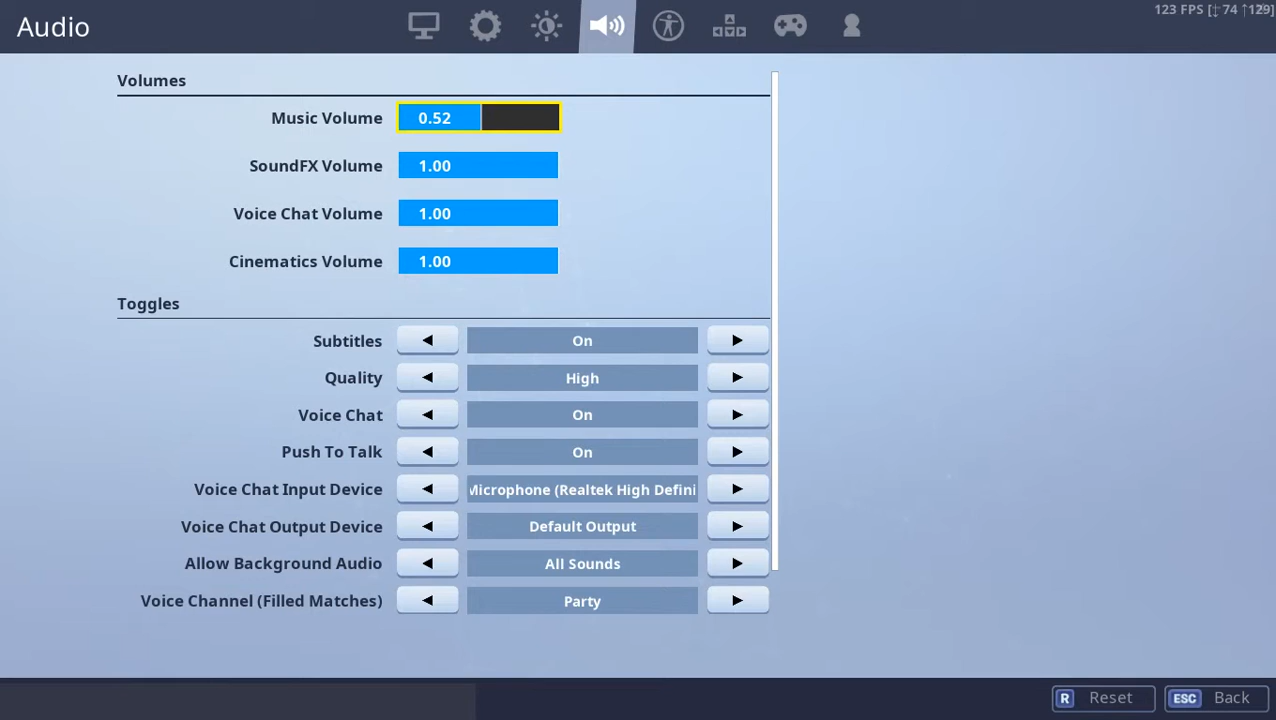 Audio
123 FPS [↓74 ↑129]
Volumes
Music Volume 0.52
SoundFX Volume 1.00
Voice Chat Volume 1.00
Cinematics Volume 1.00
Toggles
Subtitles On
Quality High
Voice Chat On
Push To Talk On
Voice Chat Input Device Microphone (Realtek High Defini
Voice Chat Output Device Default Output
Allow Background Audio All Sounds
Voice Channel (Filled Matches) Party
R Reset ESC Back